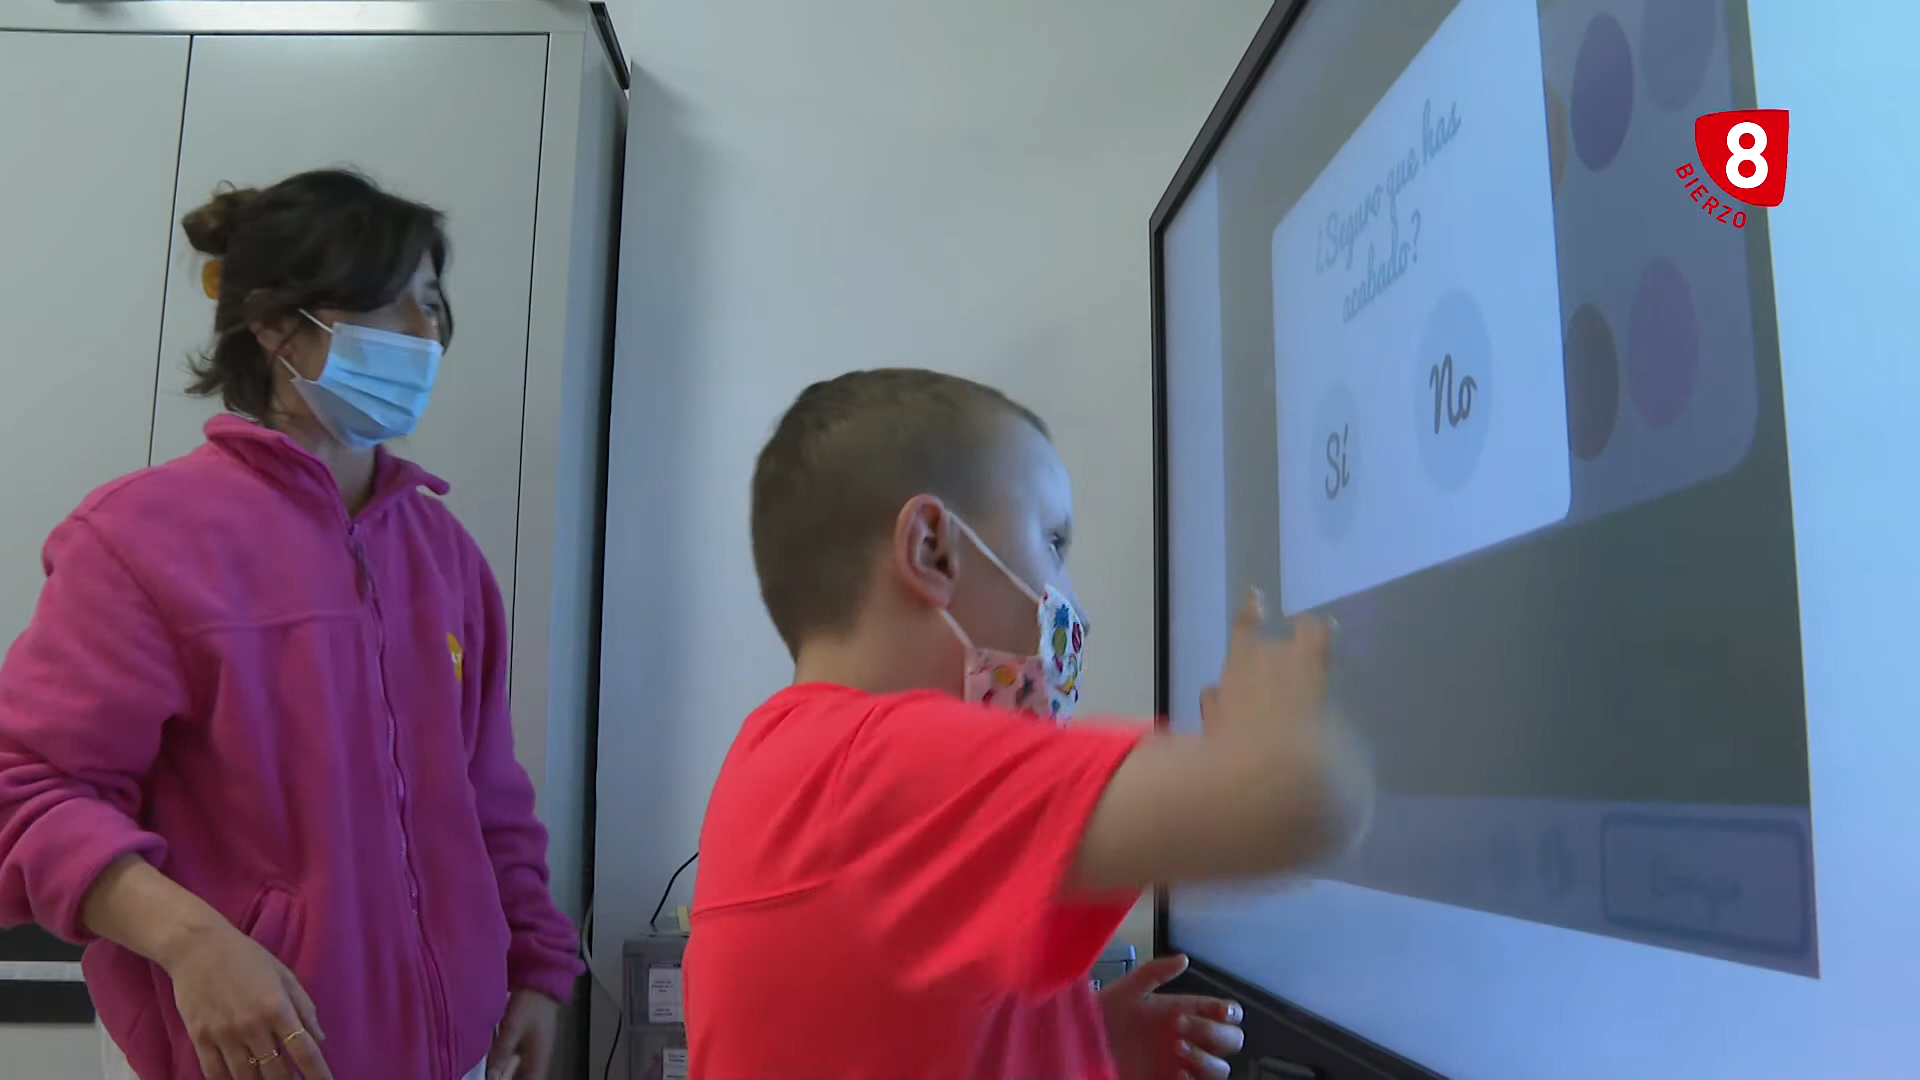 ¿Seguro que has
acabado?
Sí
No
8
BIERZO